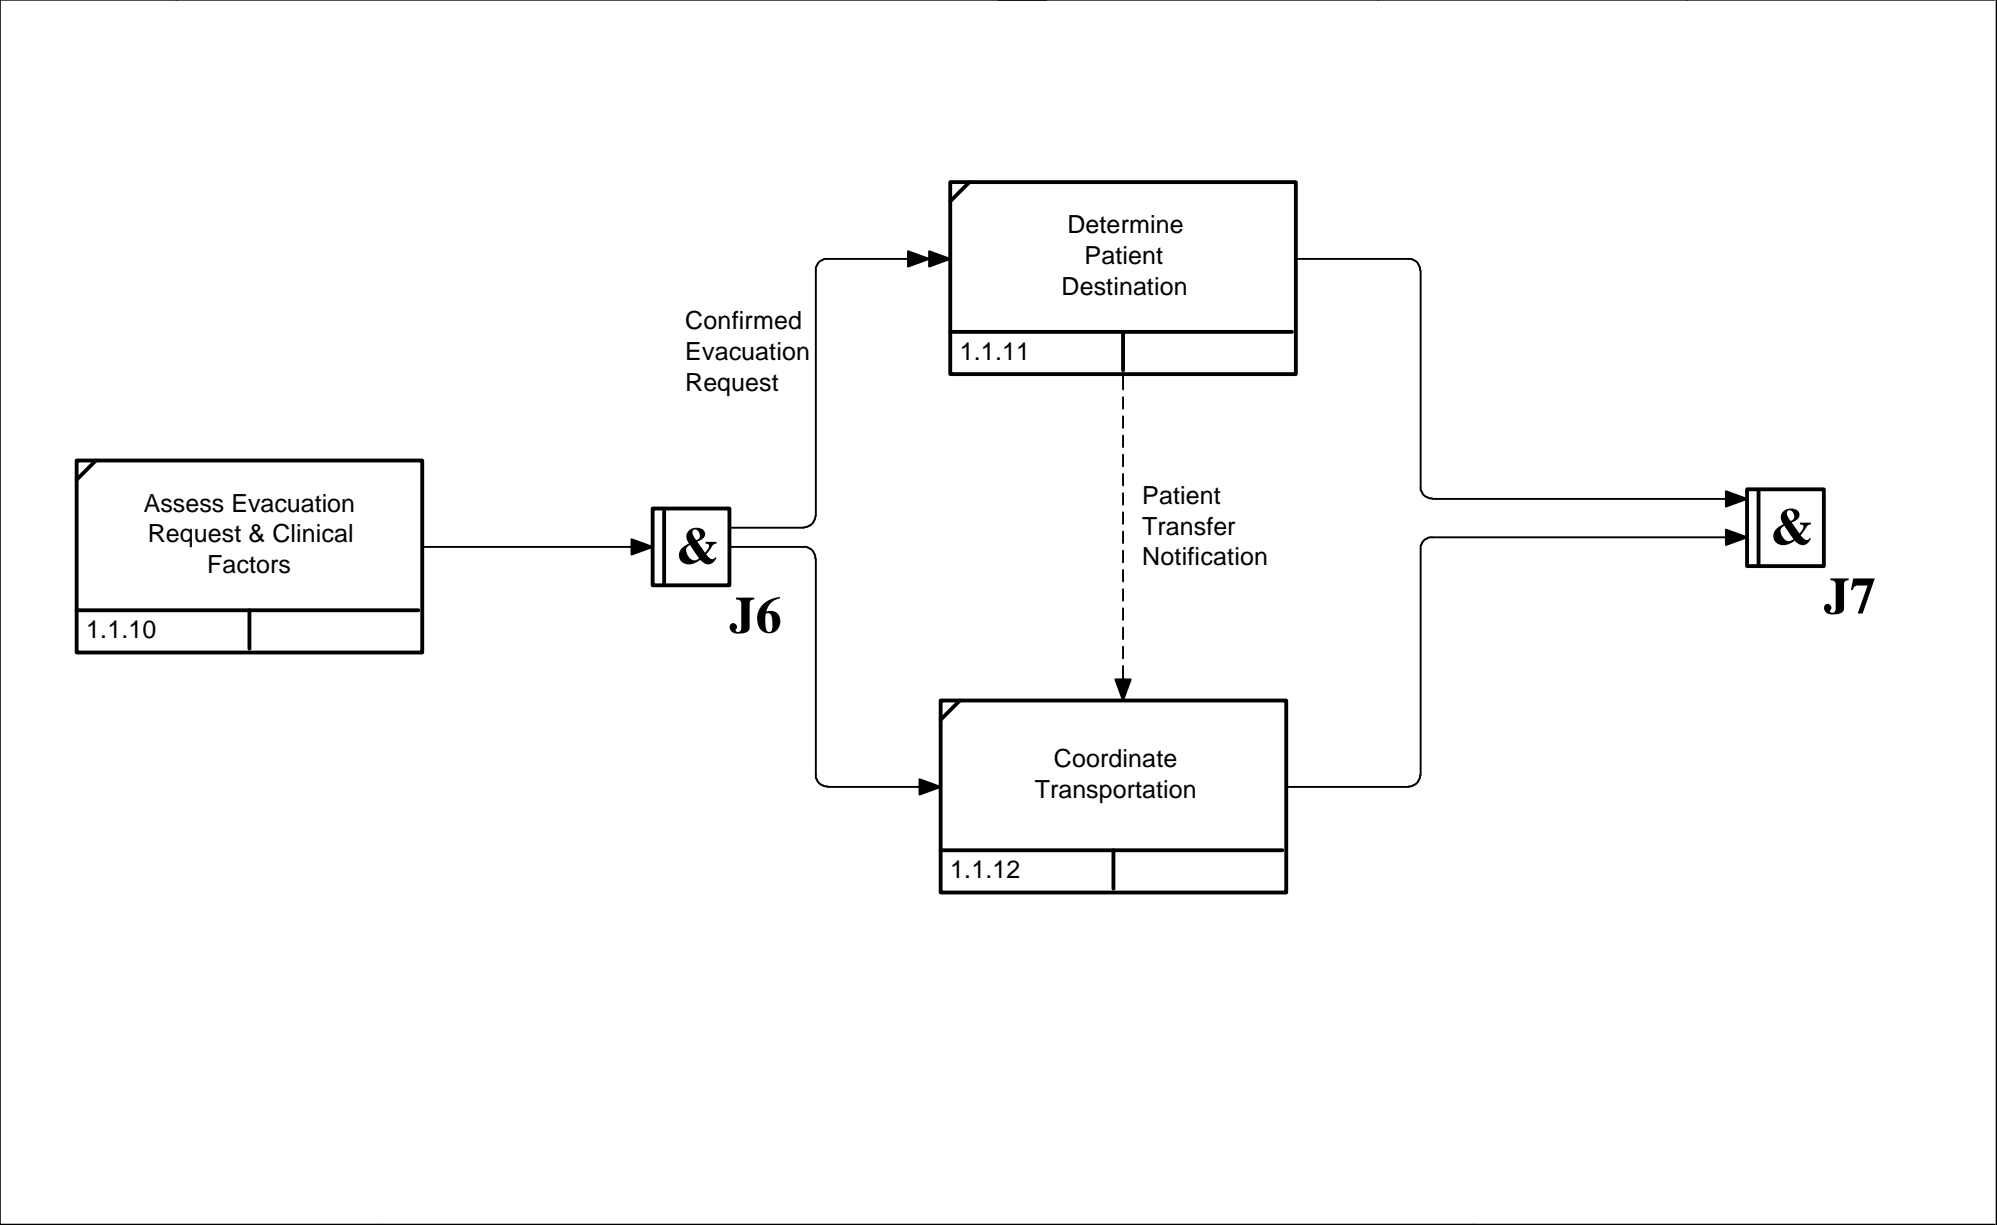 Determine
Patient
Destination
1.1.11
Confirmed
Evacuation
Request
Assess Evacuation
Request & Clinical
Factors
1.1.10
&
J6
Patient
Transfer
Notification
&
J7
Coordinate
Transportation
1.1.12